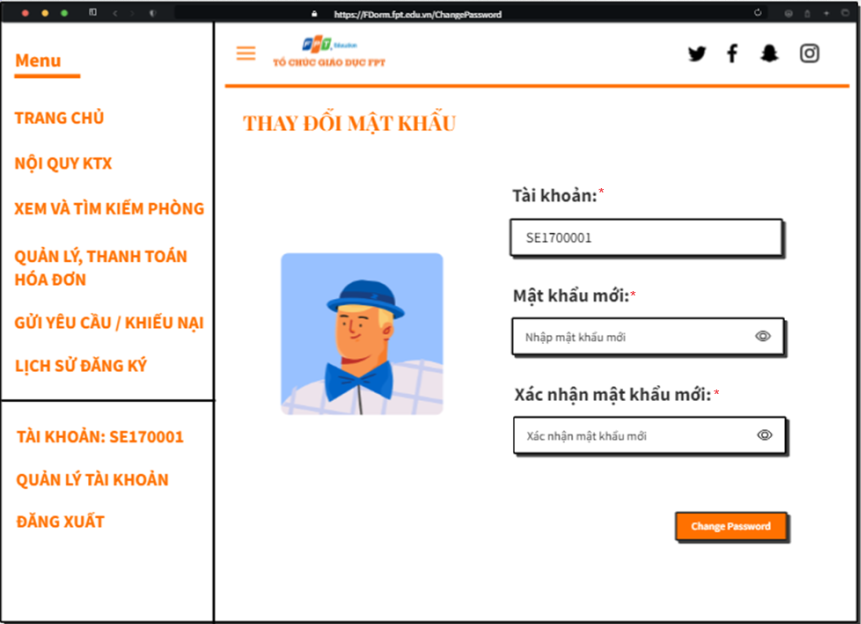 https://FDorm.fpt.edu.vn/ChangePassword
Menu
TRANG CHỦ
NỘI QUY KTX
XEM VÀ TÌM KIẾM PHÒNG
QUẢN LÝ, THANH TOÁN
HÓA ĐƠN
GỬI YÊU CẦU / KHIẾU NẠI
LỊCH SỬ ĐĂNG KÝ
TÀI KHOẢN: SE170001
QUẢN LÝ TÀI KHOẢN
ĐĂNG XUẤT
FPT Education
TỔ CHỨC GIÁO DỤC FPT
THAY ĐỔI MẬT KHẨU
Tài khoản:*
SE1700001
Mật khẩu mới:*
Nhập mật khẩu mới
Xác nhận mật khẩu mới:*
Xác nhận mật khẩu mới
Change Password